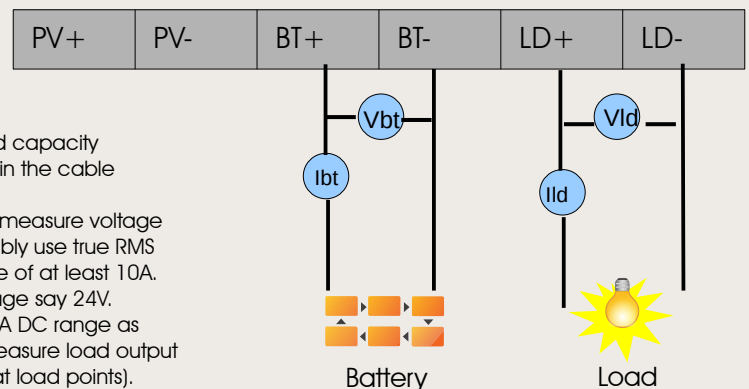 PV+ PV- BT+ BT- LD+ LD-
Vbt Vld
d capacity
in the cable
Ibt
Ild
measure voltage
bly use true RMS
e of at least 10A.
age say 24V.
A DC range as
easure load output
at load points).
Battery Load